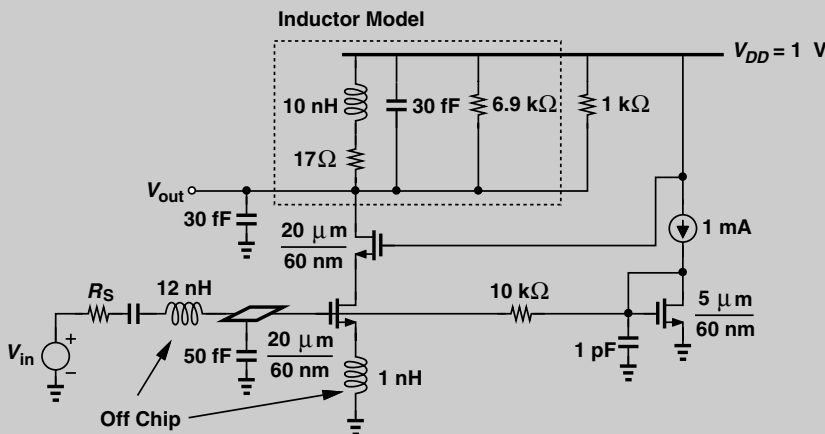 Inductor Model
V_DD = 1 V
10 nH
30 fF
6.9 kΩ
1 kΩ
17Ω
V_out
30 fF
20 μm
60 nm
1 mA
12 nH
R_S
10 kΩ
5 μm
60 nm
V_in
+
−
50 fF
20 μm
60 nm
1 nH
1 pF
Off Chip